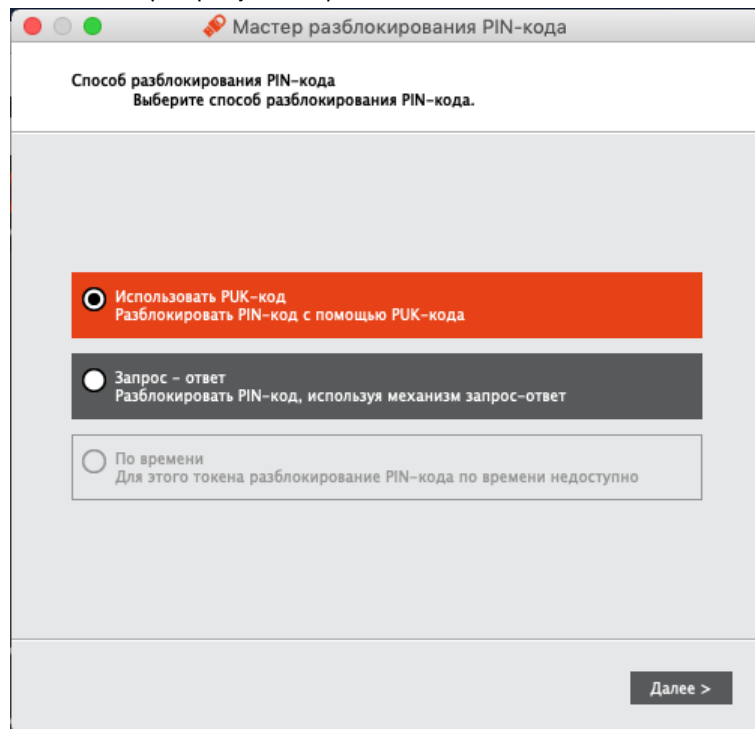 Мастер разблокирования PIN-кода
Способ разблокирования PIN-кода
Выберите способ разблокирования PIN-кода.
Использовать PUK-код
Разблокировать PIN-код с помощью PUK-кода
Запрос - ответ
Разблокировать PIN-код, используя механизм запрос-ответ
По времени
Для этого токена разблокирование PIN-кода по времени недоступно
Далее >